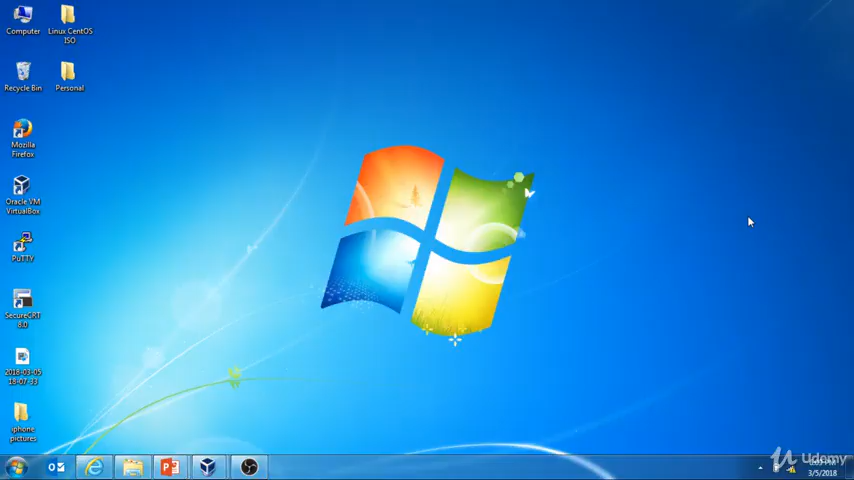 Computer
Linux CentOS
ISO
Recycle Bin
Personal
Mozilla
Firefox
Oracle VM
VirtualBox
PuTTY
SecureCRT
8.0
2018-03-05
18-07-33
iphone
pictures
Udemy
3/5/2018